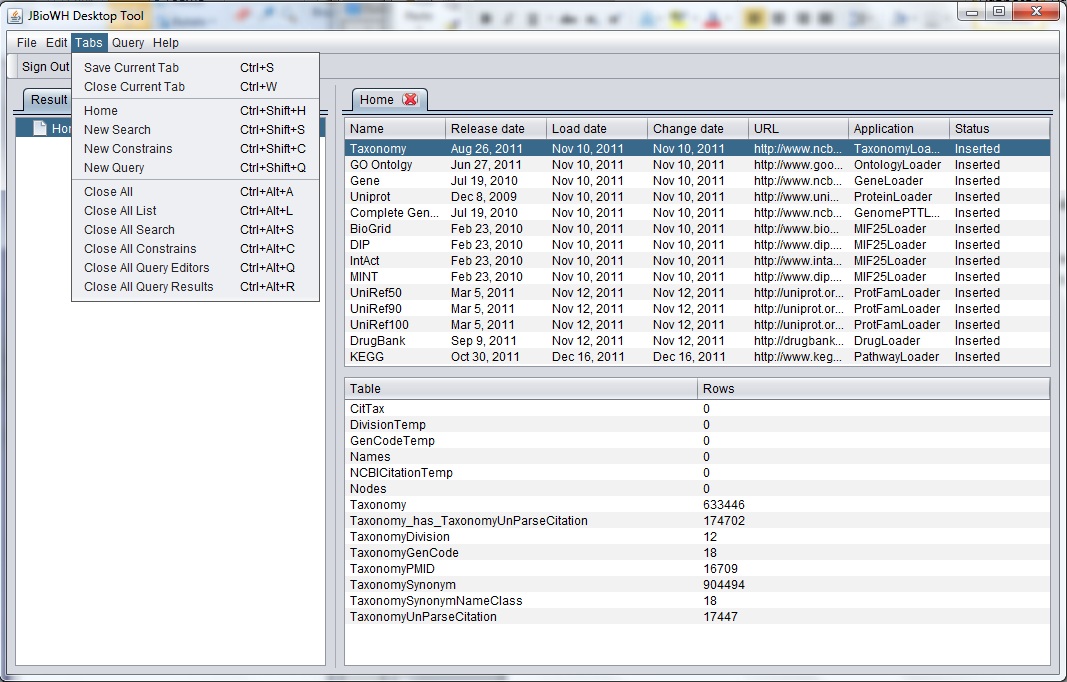 JBioWH Desktop Tool
File Edit Tabs Query Help
Sign Out
Save Current Tab Ctrl+S
Close Current Tab Ctrl+W
Home Ctrl+Shift+H
New Search Ctrl+Shift+S
New Constrains Ctrl+Shift+C
New Query Ctrl+Shift+Q
Close All Ctrl+Alt+A
Close All List Ctrl+Alt+L
Close All Search Ctrl+Alt+S
Close All Constrains Ctrl+Alt+C
Close All Query Editors Ctrl+Alt+Q
Close All Query Results Ctrl+Alt+R
Result
Hor
Home
Name Release date Load date Change date URL Application Status
Taxonomy Aug 26, 2011 Nov 10, 2011 Nov 10, 2011 http://www.ncb... TaxonomyLoa... Inserted
GO Ontolgy Jun 27, 2011 Nov 10, 2011 Nov 10, 2011 http://www.goo... OntologyLoader Inserted
Gene Jul 19, 2010 Nov 10, 2011 Nov 10, 2011 http://www.ncb... GeneLoader Inserted
Uniprot Dec 8, 2009 Nov 10, 2011 Nov 10, 2011 http://www.uni... ProteinLoader Inserted
Complete Gen... Jul 19, 2010 Nov 10, 2011 Nov 10, 2011 http://www.ncb... GenomePTTL... Inserted
BioGrid Feb 23, 2010 Nov 10, 2011 Nov 10, 2011 http://www.bio... MIF25Loader Inserted
DIP Feb 23, 2010 Nov 10, 2011 Nov 10, 2011 http://www.dip.... MIF25Loader Inserted
IntAct Feb 23, 2010 Nov 10, 2011 Nov 10, 2011 http://www.inta... MIF25Loader Inserted
MINT Feb 23, 2010 Nov 10, 2011 Nov 10, 2011 http://www.dip.... MIF25Loader Inserted
UniRef50 Mar 5, 2011 Nov 12, 2011 Nov 12, 2011 http://uniprot.or... ProtFamLoader Inserted
UniRef90 Mar 5, 2011 Nov 12, 2011 Nov 12, 2011 http://uniprot.or... ProtFamLoader Inserted
UniRef100 Mar 5, 2011 Nov 12, 2011 Nov 12, 2011 http://uniprot.or... ProtFamLoader Inserted
DrugBank Sep 9, 2011 Nov 12, 2011 Nov 12, 2011 http://drugbank... DrugLoader Inserted
KEGG Oct 30, 2011 Dec 16, 2011 Dec 16, 2011 http://www.keg... PathwayLoader Inserted
Table Rows
CitTax 0
DivisionTemp 0
GenCodeTemp 0
Names 0
NCBICitationTemp 0
Nodes 0
Taxonomy 633446
Taxonomy_has_TaxonomyUnParseCitation 174702
TaxonomyDivision 12
TaxonomyGenCode 18
TaxonomyPMID 16709
TaxonomySynonym 904494
TaxonomySynonymNameClass 18
TaxonomyUnParseCitation 17447